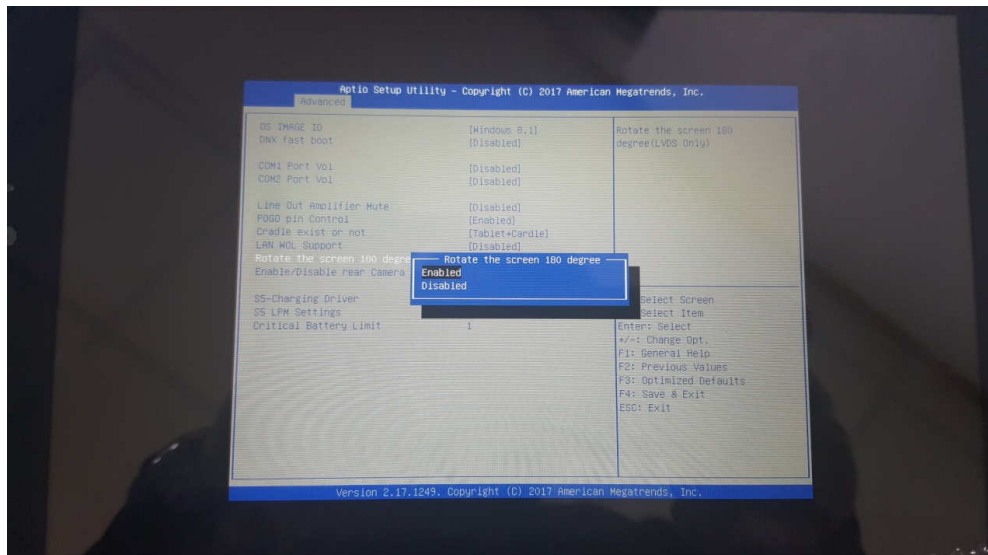 Aptio Setup Utility - Copyright (C) 2017 American Megatrends, Inc.
Advanced
OS IMAGE ID [Windows 8.1]
DNX fast boot [Disabled]
COM1 Port Vol [Disabled]
COM2 Port Vol [Disabled]
Line Out Amplifier Mute [Disabled]
POGO pin Control [Enabled]
Cradle exist or not [Tablet+Cardle]
LAN WOL Support [Disabled]
Rotate the screen 180 degre
Enable/Disable rear Camera
S5-Charging Driver
S5 LPM Settings
Critical Battery Limit 1
Rotate the screen 180 degree
Enabled
Disabled
Rotate the screen 180
degree(LVDS Only)
Select Screen
Select Item
Enter: Select
+/-: Change Opt.
F1: General Help
F2: Previous Values
F3: Optimized Defaults
F4: Save & Exit
ESC: Exit
Version 2.17.1249. Copyright (C) 2017 American Megatrends, Inc.